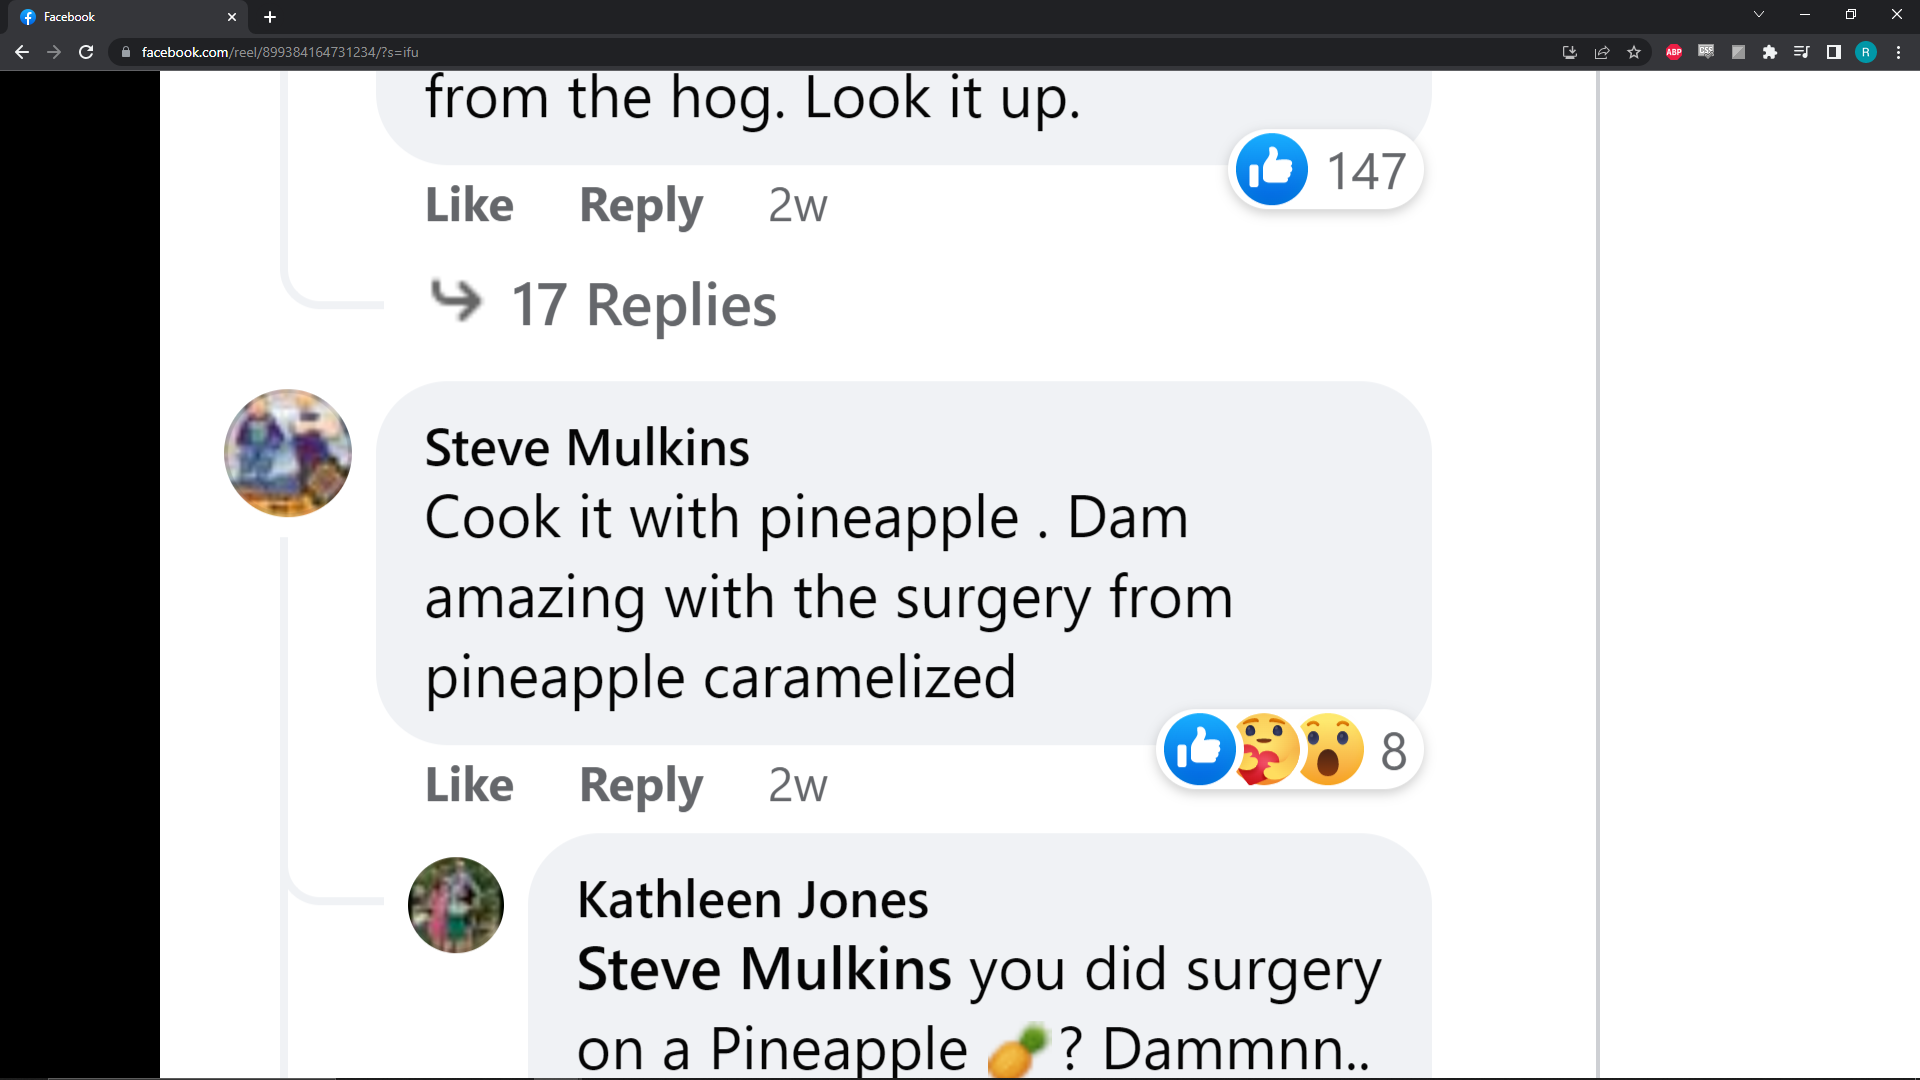 Facebook
facebook.com/reel/899384164731234/?s=ifu
ABP
R
from the hog. Look it up.
147
Like Reply 2w
17 Replies
Steve Mulkins
Cook it with pineapple . Dam
amazing with the surgery from
pineapple caramelized
8
Like Reply 2w
Kathleen Jones
Steve Mulkins you did surgery
on a Pineapple 🍍? Dammnn..